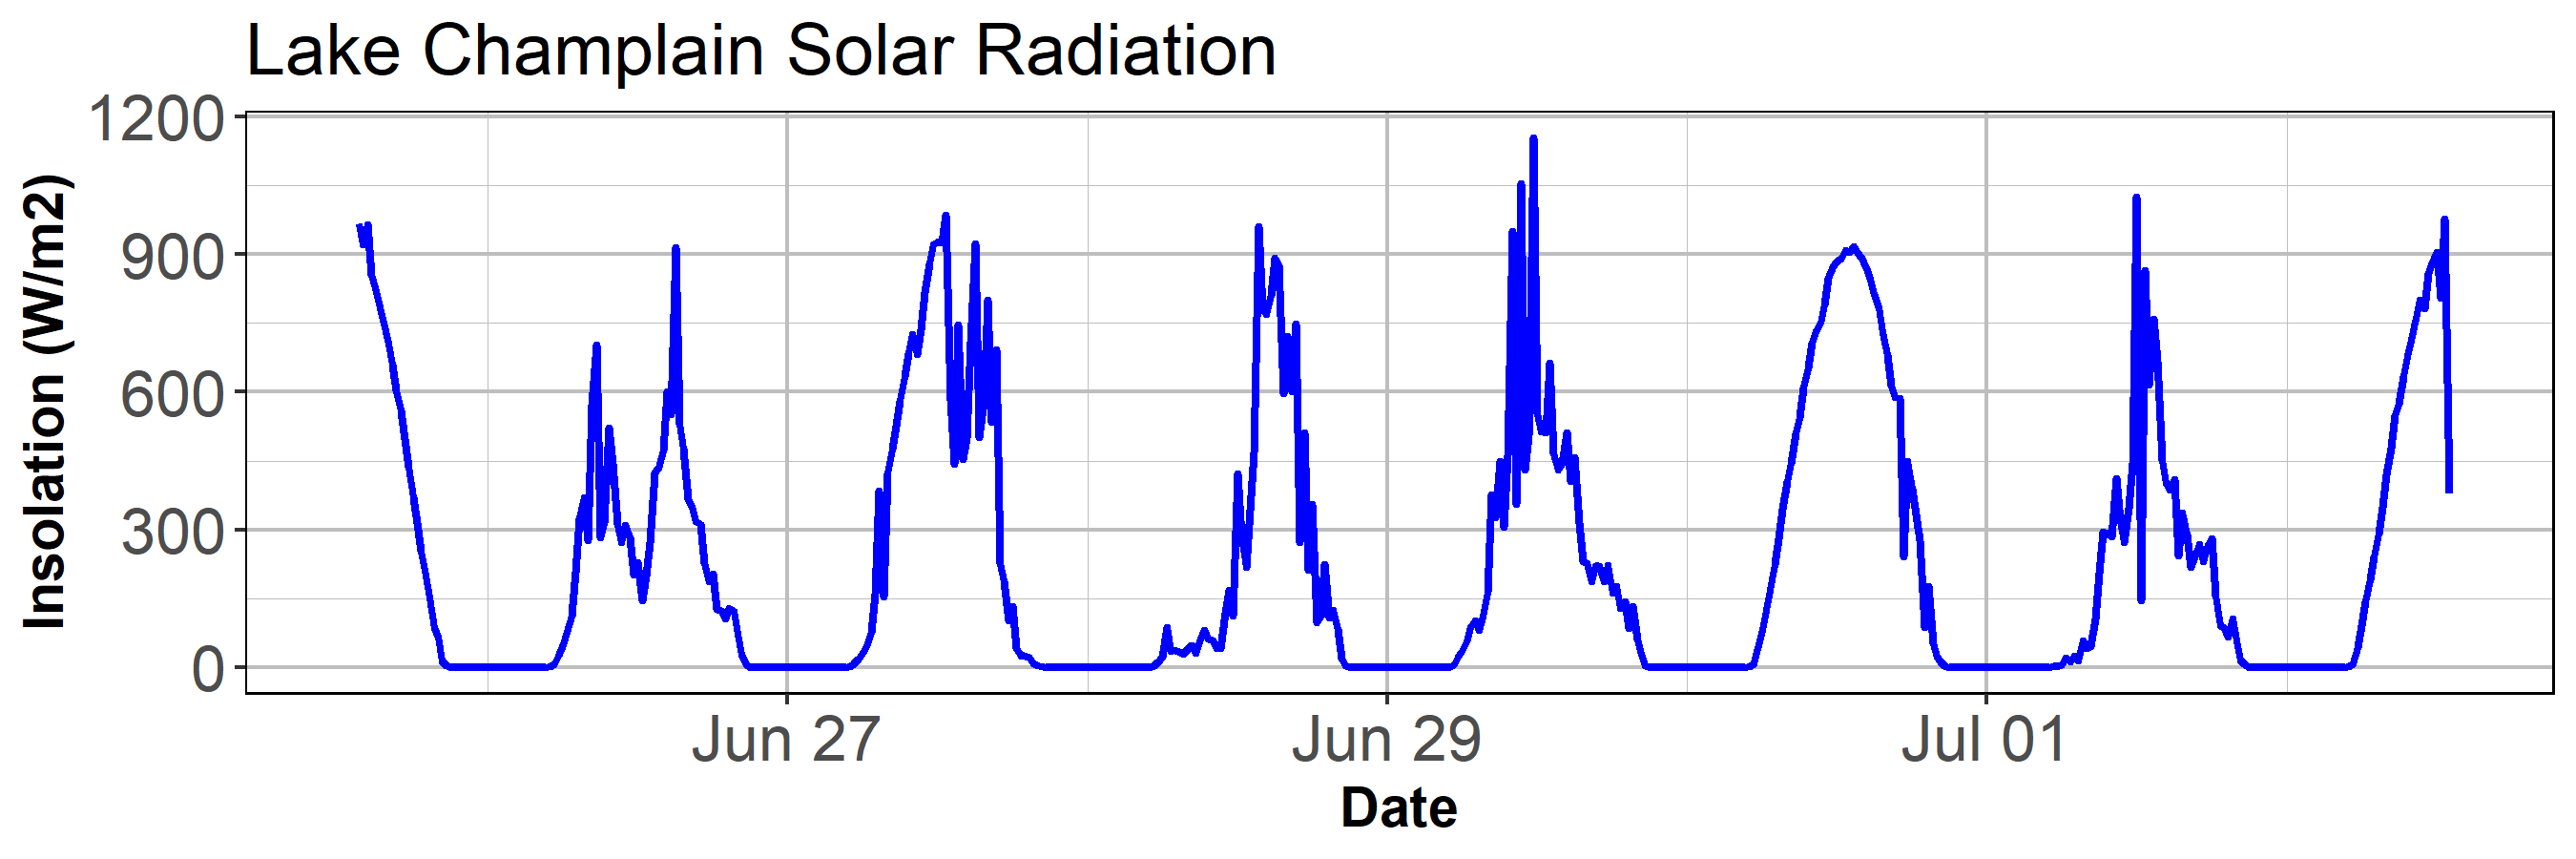 Lake Champlain Solar Radiation
1200
900
600
300
0
Insolation (W/m2)
Jun 27
Jun 29
Jul 01
Date